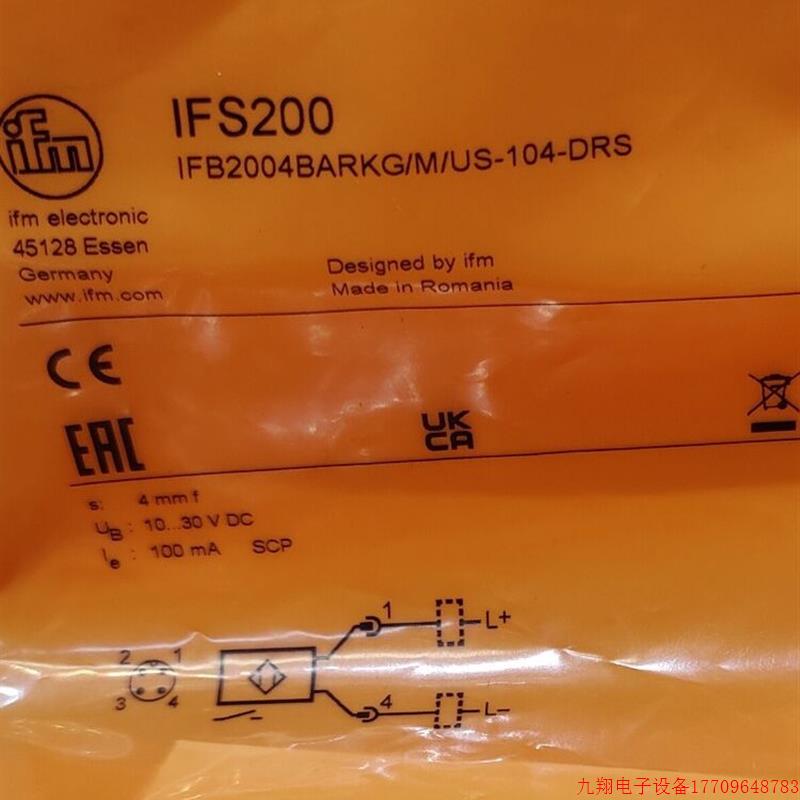 ifm
IFS200
IFB2004BARKG/M/US-104-DRS
ifm electronic
45128 Essen
Germany
www.ifm.com
Designed by ifm
Made in Romania
CE
EAC
UK
CA
s: 4 mm f
UB : 10...30 V DC
Ie : 100 mA SCP
1
L+
2 1
3 4
4
L-
九翔电子设备17709648783